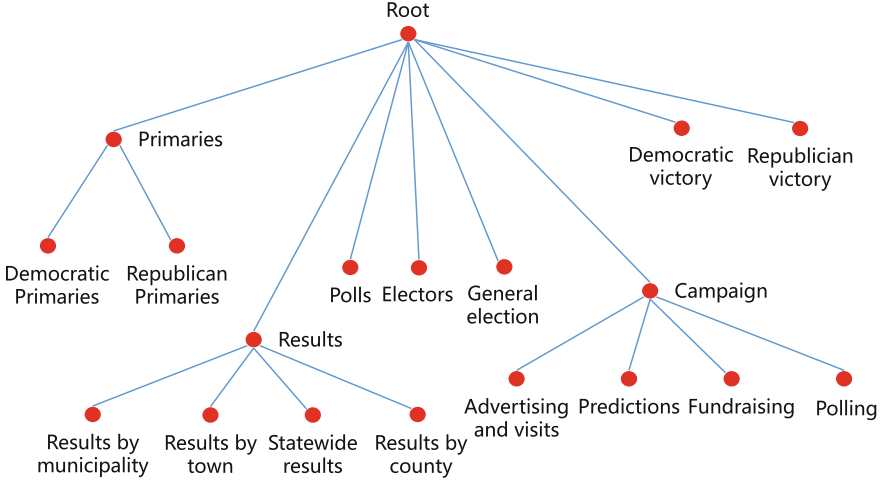 Root
Primaries
Democratic
victory
Republician
victory
Democratic
Primaries
Republican
Primaries
Polls
Electors
General
election
Campaign
Results
Advertising
and visits
Predictions
Fundraising
Polling
Results by
municipality
Results by
town
Statewide
results
Results by
county